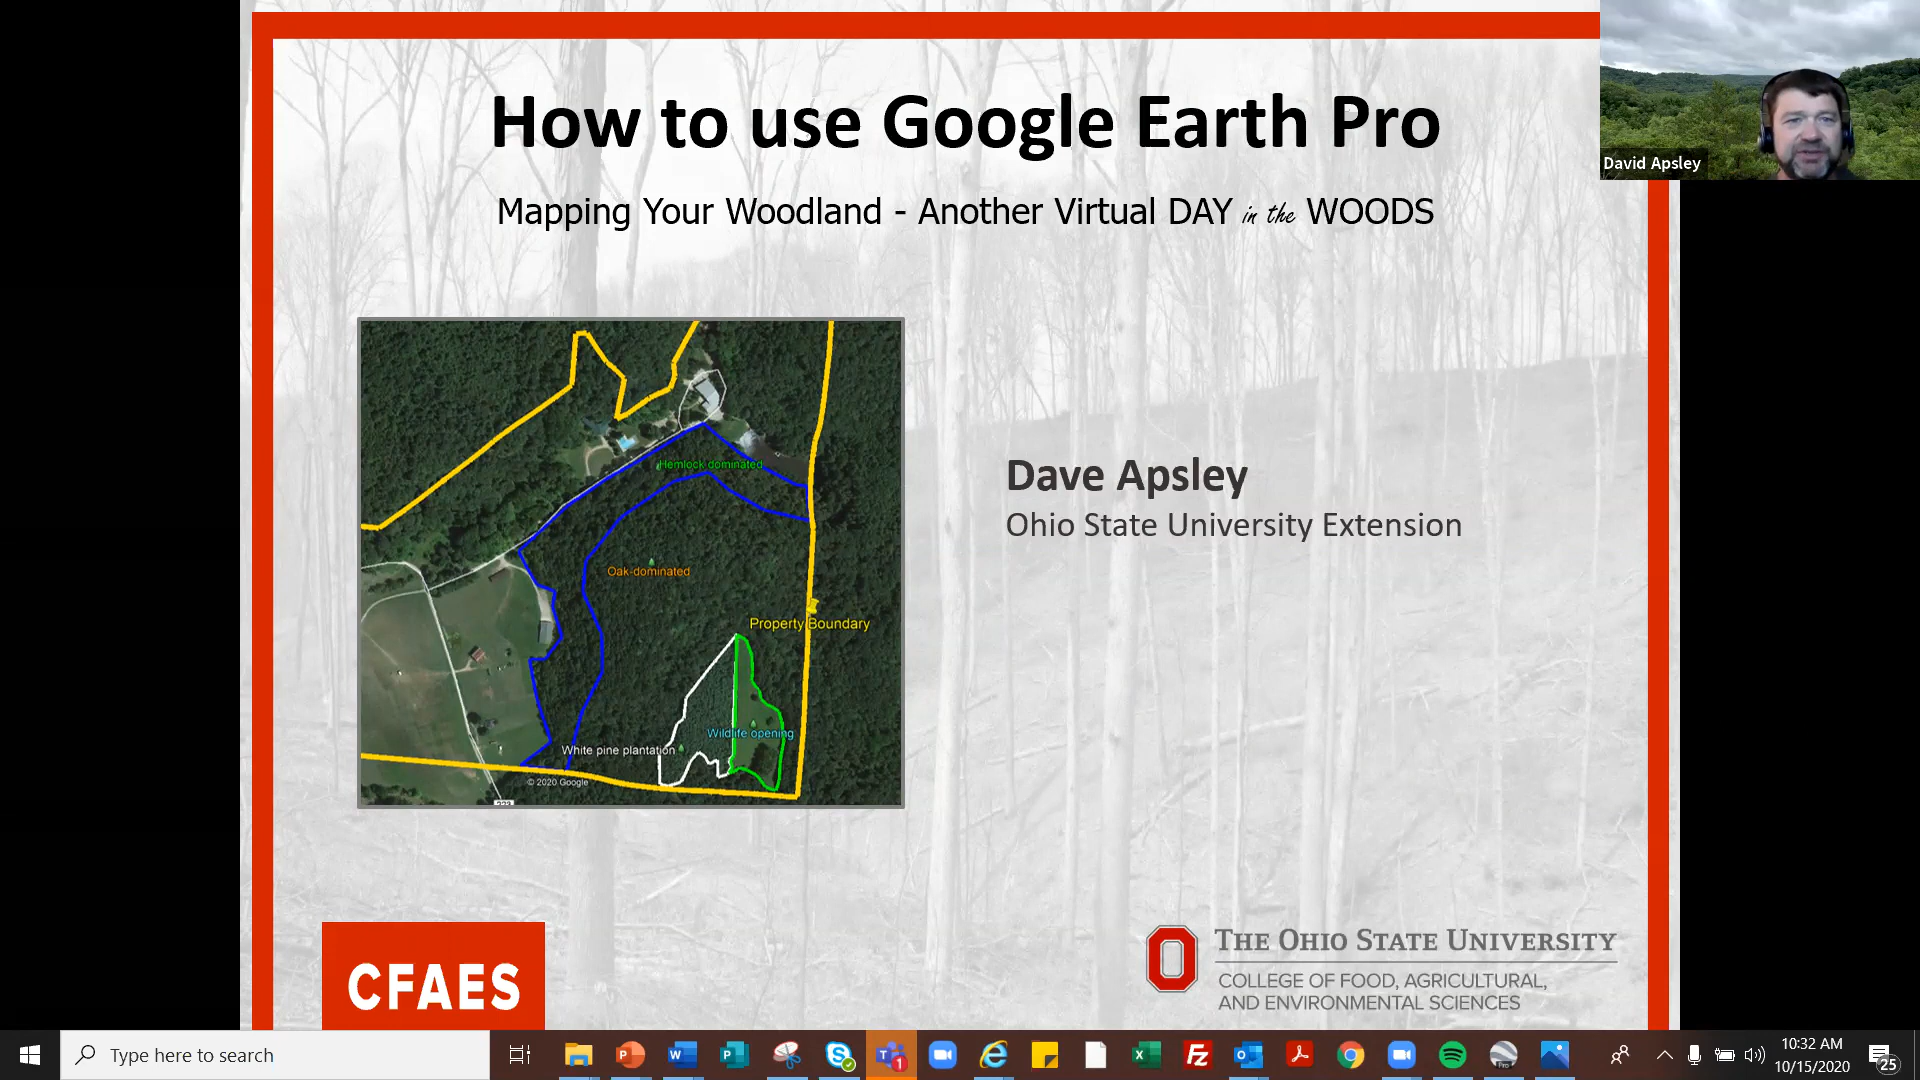 How to use Google Earth Pro
Mapping Your Woodland - Another Virtual DAY in the WOODS
David Apsley
Hemlock dominated
Oak-dominated
Property Boundary
Wildlife opening
White pine plantation
© 2020 Google
Dave Apsley
Ohio State University Extension
CFAES
THE OHIO STATE UNIVERSITY
COLLEGE OF FOOD, AGRICULTURAL,
AND ENVIRONMENTAL SCIENCES
Type here to search
10:32 AM
10/15/2020
25
1
Pro